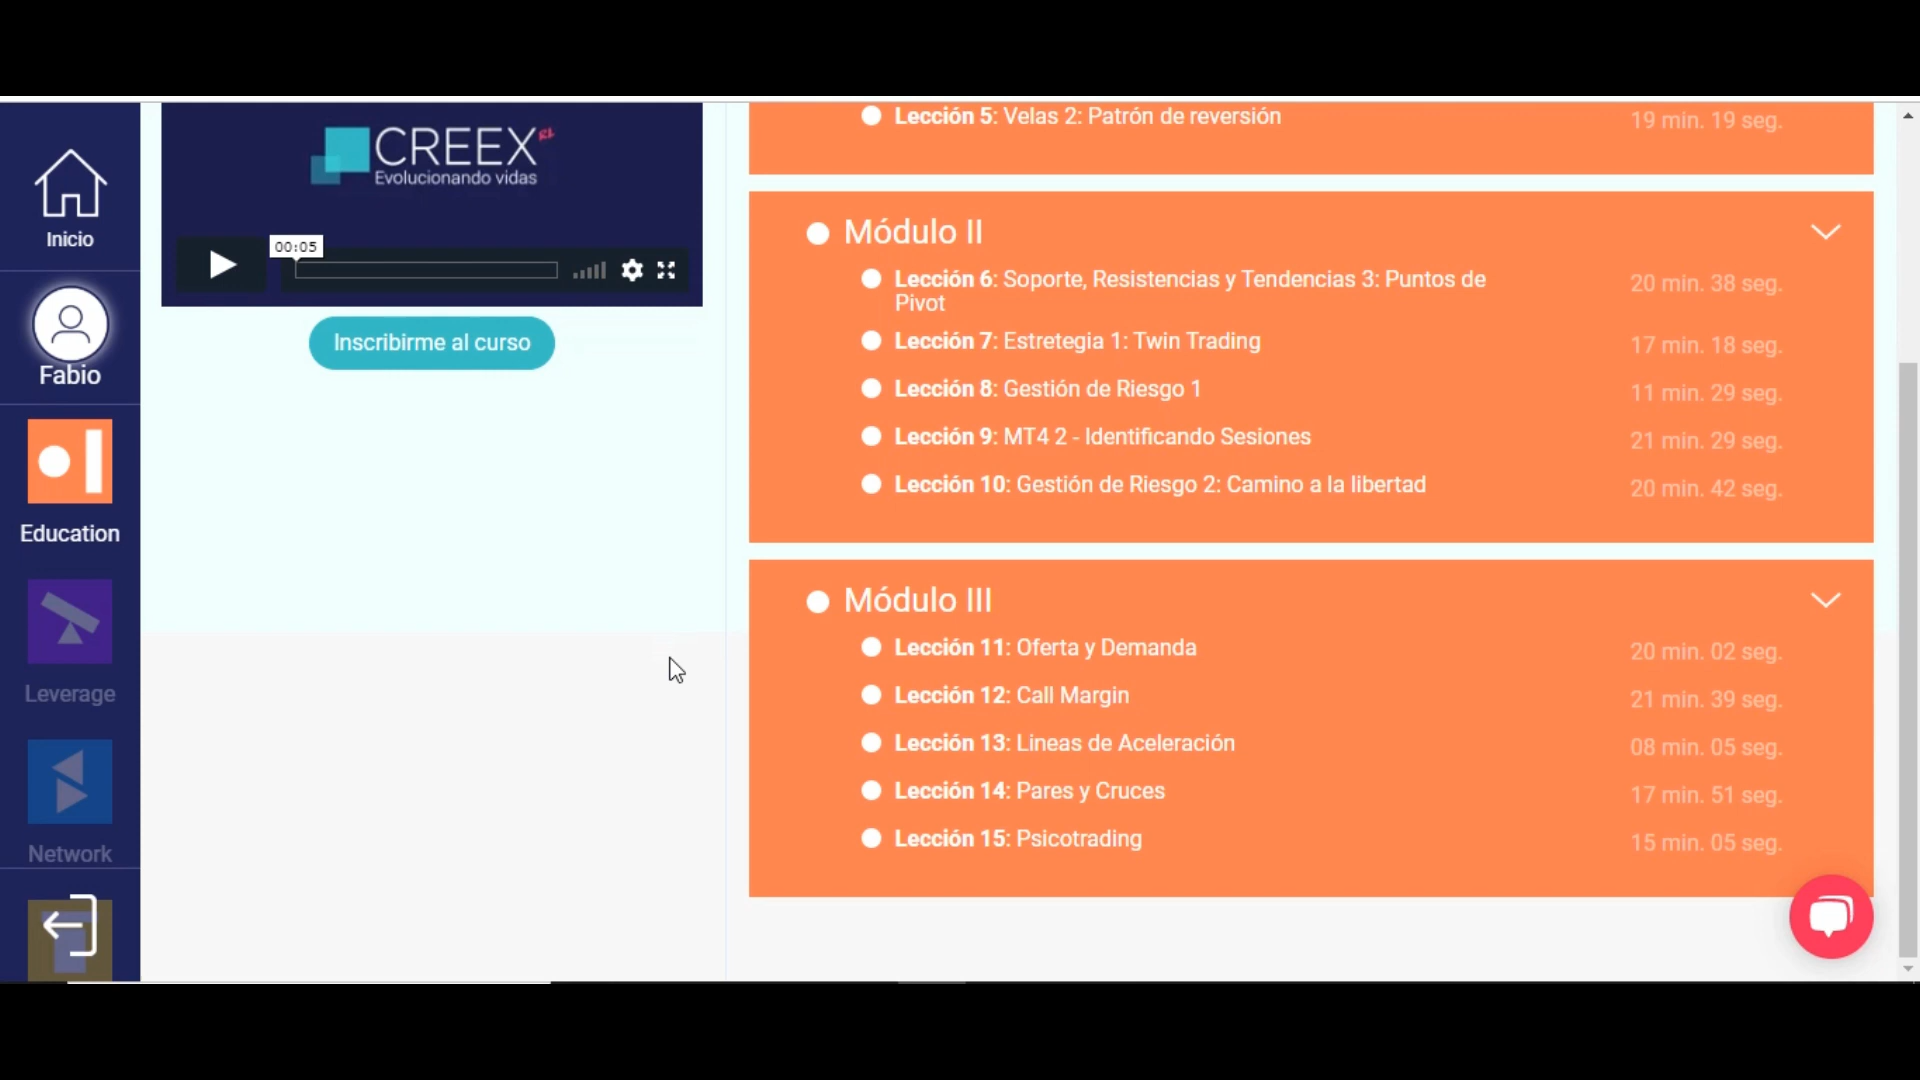 Inicio
Fabio
Education
Leverage
Network
CREEX
Evolucionando vidas
00:05
Inscribirme al curso
Lección 5: Velas 2: Patrón de reversión
19 min. 19 seg.
Módulo II
Lección 6: Soporte, Resistencias y Tendencias 3: Puntos de
Pivot
20 min. 38 seg.
Lección 7: Estretegia 1: Twin Trading
17 min. 18 seg.
Lección 8: Gestión de Riesgo 1
11 min. 29 seg.
Lección 9: MT4 2 - Identificando Sesiones
21 min. 29 seg.
Lección 10: Gestión de Riesgo 2: Camino a la libertad
20 min. 42 seg.
Módulo III
Lección 11: Oferta y Demanda
20 min. 02 seg.
Lección 12: Call Margin
21 min. 39 seg.
Lección 13: Lineas de Aceleración
08 min. 05 seg.
Lección 14: Pares y Cruces
17 min. 51 seg.
Lección 15: Psicotrading
15 min. 05 seg.